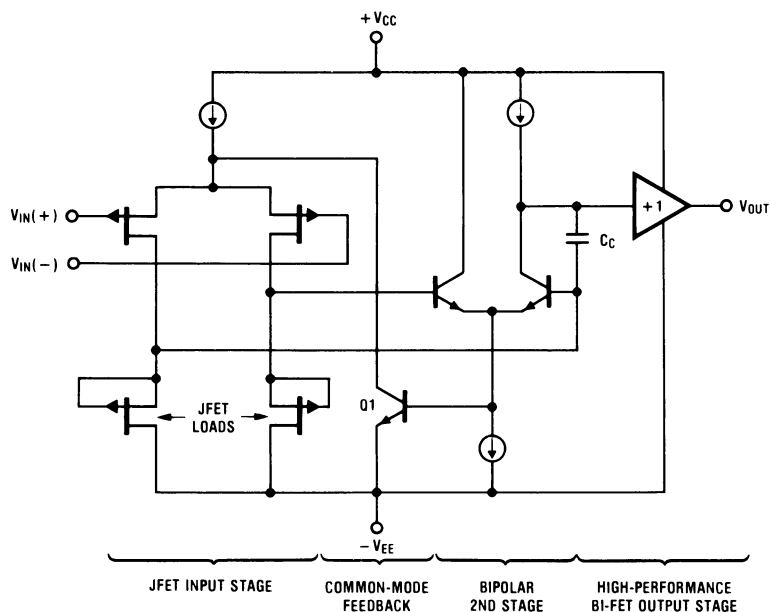 +VCC
VIN(+)
VIN(-)
+1
VOUT
CC
Q1
JFET
LOADS
-VEE
JFET INPUT STAGE
COMMON-MODE
FEEDBACK
BIPOLAR
2ND STAGE
HIGH-PERFORMANCE
BI-FET OUTPUT STAGE